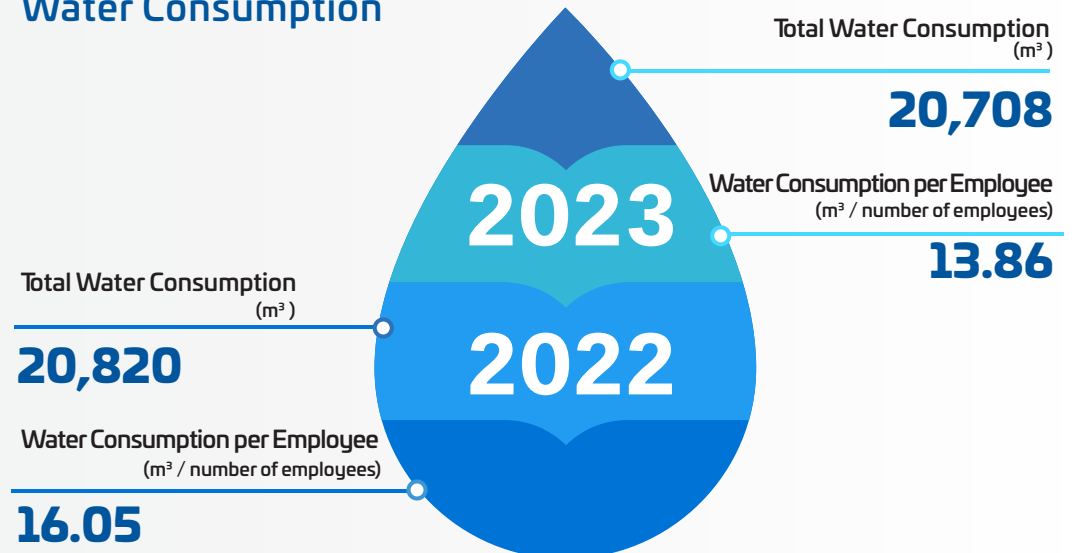 Water Consumption
Total Water Consumption
(m³ )
20,708
2023
Water Consumption per Employee
(m³ / number of employees)
13.86
Total Water Consumption
(m³ )
20,820
2022
Water Consumption per Employee
(m³ / number of employees)
16.05